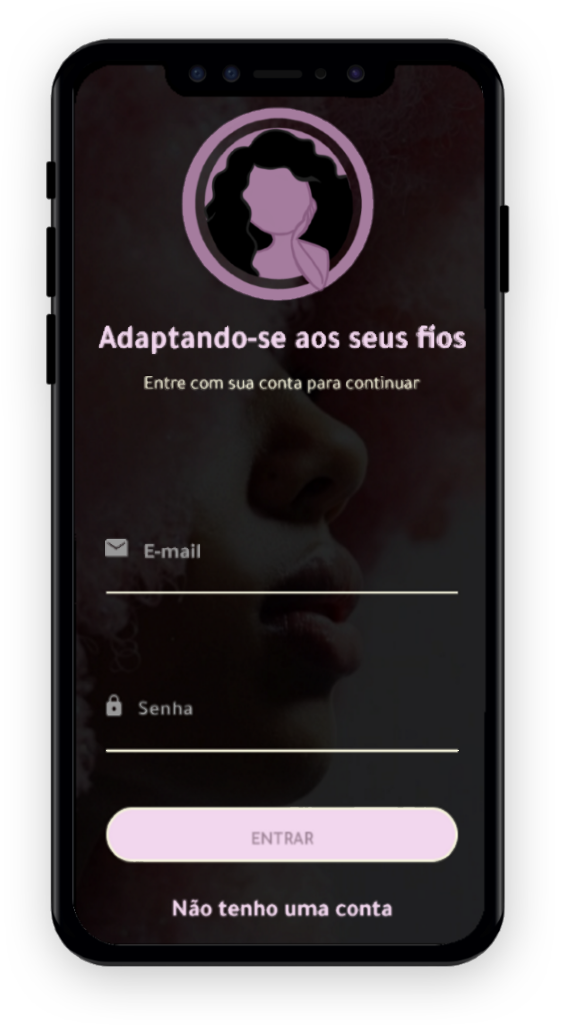 Adaptando-se aos seus fios
Entre com sua conta para continuar
E-mail
Senha
ENTRAR
Não tenho uma conta